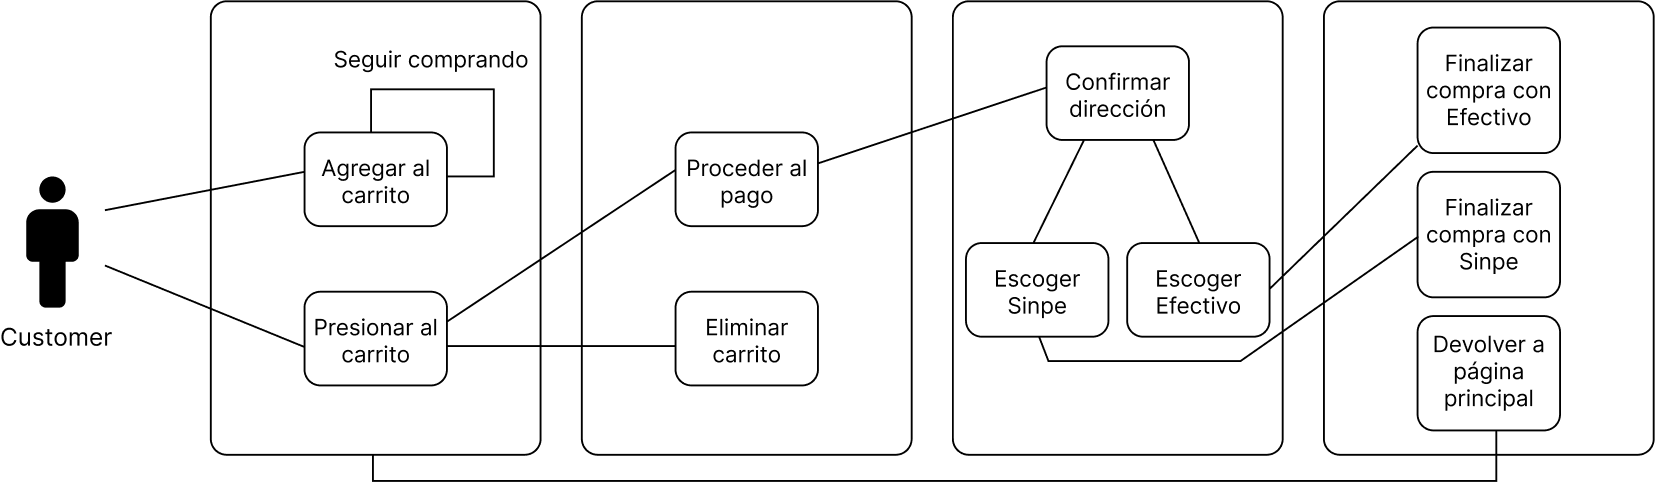 Customer
Seguir comprando
Agregar al
carrito
Presionar al
carrito
Proceder al
pago
Eliminar
carrito
Confirmar
dirección
Escoger
Sinpe
Escoger
Efectivo
Finalizar
compra con
Efectivo
Finalizar
compra con
Sinpe
Devolver a
página
principal